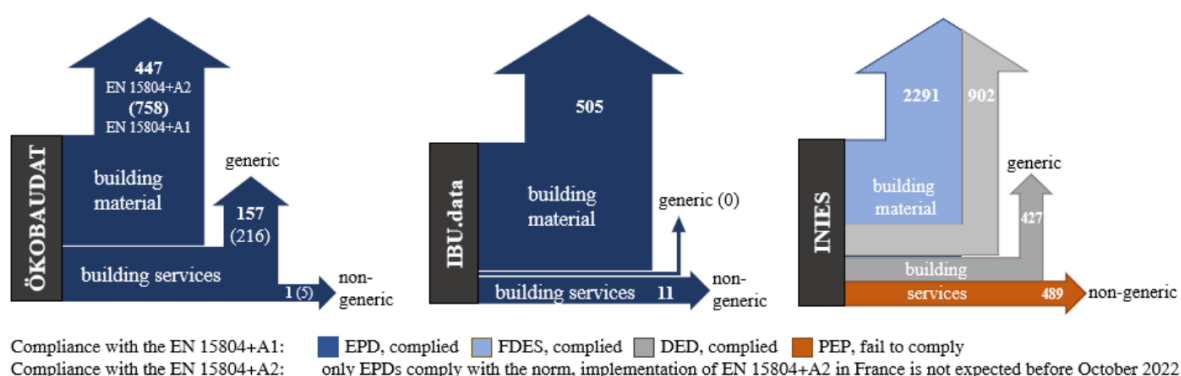 ÖKOBAUDAT
447
EN 15804+A2
(758)
EN 15804+A1
building
material
generic
157
(216)
building services
1 (5)
non-
generic
IBU.data
505
building
material
generic (0)
building services 11
non-
generic
INIES
2291
902
building
material
generic
427
building
services
489
non-generic
Compliance with the EN 15804+A1: EPD, complied FDES, complied DED, complied PEP, fail to comply
Compliance with the EN 15804+A2: only EPDs comply with the norm, implementation of EN 15804+A2 in France is not expected before October 2022